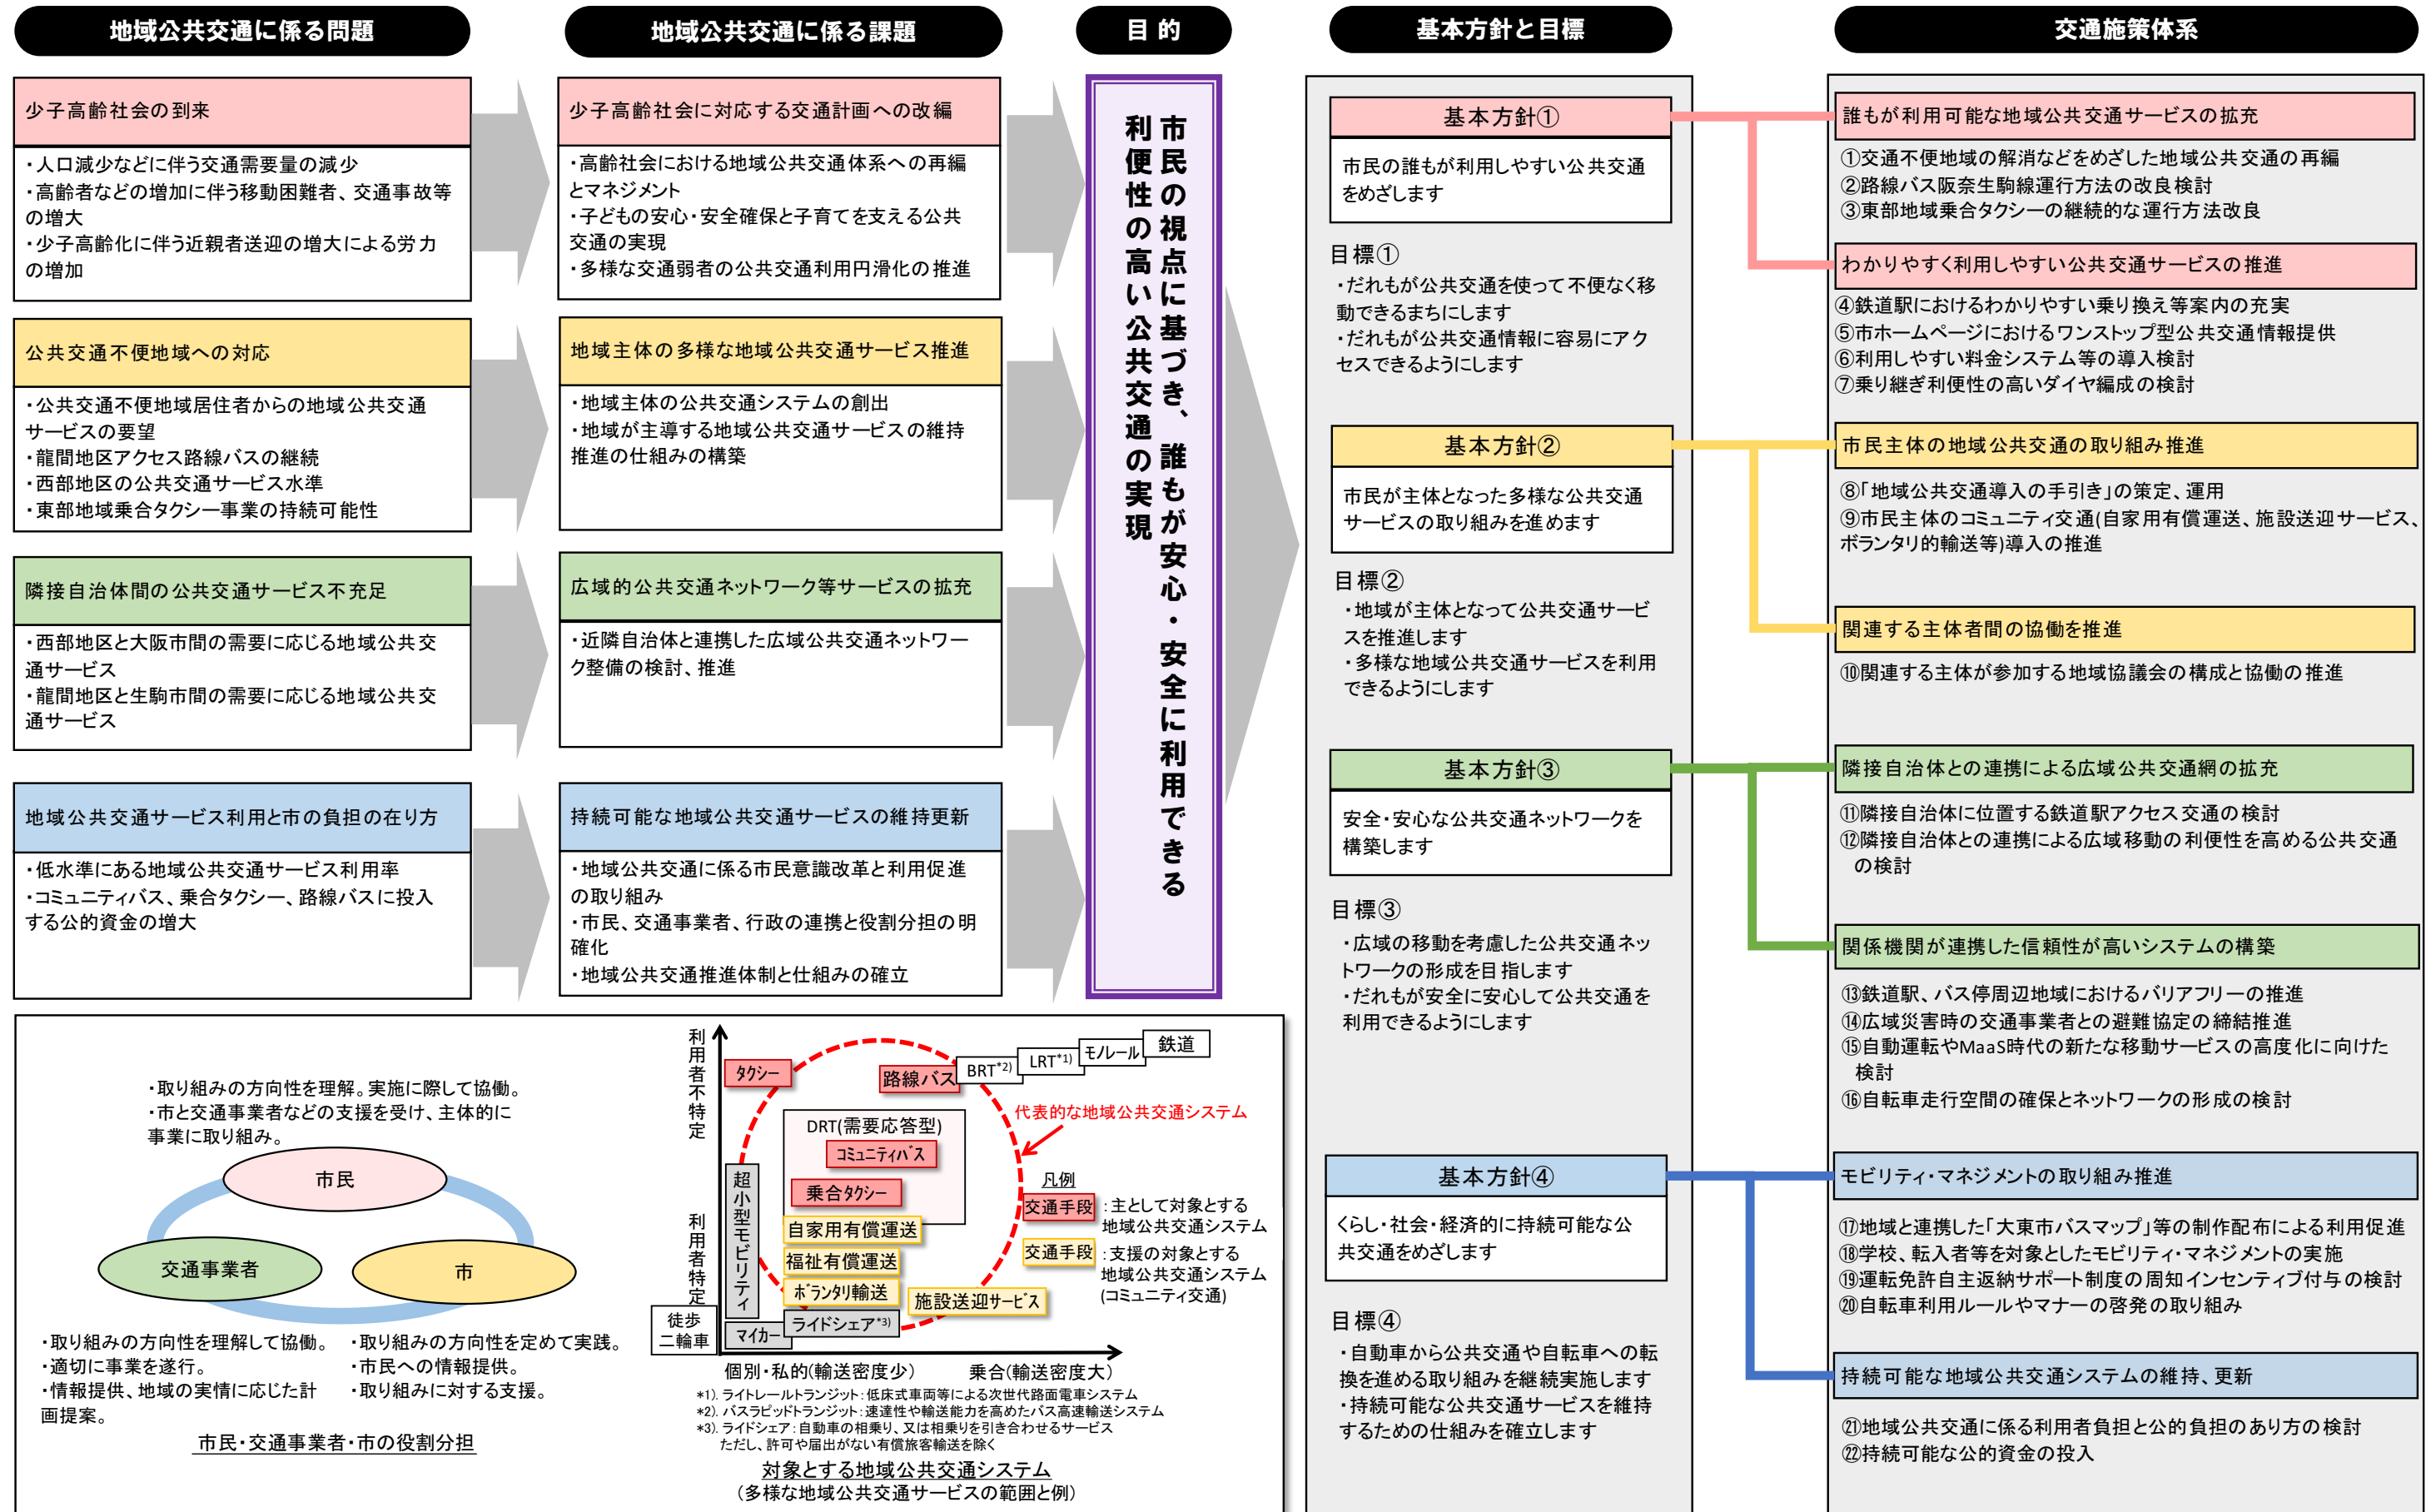 地域公共交通に係る問題
少子高齢社会の到来
・人口減少などに伴う交通需要量の減少
・高齢者などの増加に伴う移動困難者、交通事故等
の増大
・少子高齢化に伴う近親者送迎の増大による労力
の増加
公共交通不便地域への対応
・公共交通不便地域居住者からの地域公共交通
サービスの要望
・龍間地区アクセス路線バスの継続
・西部地区の公共交通サービス水準
・東部地域乗合タクシー事業の持続可能性
隣接自治体間の公共交通サービス不充足
・西部地区と大阪市間の需要に応じる地域公共交
通サービス
・龍間地区と生駒市間の需要に応じる地域公共交
通サービス
地域公共交通サービス利用と市の負担の在り方
・低水準にある地域公共交通サービス利用率
・コミュニティバス、乗合タクシー、路線バスに投入
する公的資金の増大
地域公共交通に係る課題
少子高齢社会に対応する交通計画への改編
・高齢社会における地域公共交通体系への再編
とマネジメント
・子どもの安心・安全確保と子育てを支える公共
交通の実現
・多様な交通弱者の公共交通利用円滑化の推進
地域主体の多様な地域公共交通サービス推進
・地域主体の公共交通システムの創出
・地域が主導する地域公共交通サービスの維持
推進の仕組みの構築
広域的公共交通ネットワーク等サービスの拡充
・近隣自治体と連携した広域公共交通ネットワー
ク整備の検討、推進
持続可能な地域公共交通サービスの維持更新
・地域公共交通に係る市民意識改革と利用促進
の取り組み
・市民、交通事業者、行政の連携と役割分担の明
確化
・地域公共交通推進体制と仕組みの確立
目 的
市民の視点に基づき、誰もが安心・安全に利用できる
利便性の高い公共交通の実現
基本方針と目標
基本方針①
市民の誰もが利用しやすい公共交通
をめざします
目標①
・だれもが公共交通を使って不便なく移
動できるまちにします
・だれもが公共交通情報に容易にアク
セスできるようにします
基本方針②
市民が主体となった多様な公共交通
サービスの取り組みを進めます
目標②
・地域が主体となって公共交通サービ
スを推進します
・多様な地域公共交通サービスを利用
できるようにします
基本方針③
安全・安心な公共交通ネットワークを
構築します
目標③
・広域の移動を考慮した公共交通ネッ
トワークの形成を目指します
・だれもが安全に安心して公共交通を
利用できるようにします
基本方針④
くらし・社会・経済的に持続可能な公
共交通をめざします
目標④
・自動車から公共交通や自転車への転
換を進める取り組みを継続実施します
・持続可能な公共交通サービスを維持
するための仕組みを確立します
交通施策体系
誰もが利用可能な地域公共交通サービスの拡充
①交通不便地域の解消などをめざした地域公共交通の再編
②路線バス阪奈生駒線運行方法の改良検討
③東部地域乗合タクシーの継続的な運行方法改良
わかりやすく利用しやすい公共交通サービスの推進
④鉄道駅におけるわかりやすい乗り換え等案内の充実
⑤市ホームページにおけるワンストップ型公共交通情報提供
⑥利用しやすい料金システム等の導入検討
⑦乗り継ぎ利便性の高いダイヤ編成の検討
市民主体の地域公共交通の取り組み推進
⑧「地域公共交通導入の手引き」の策定、運用
⑨市民主体のコミュニティ交通(自家用有償運送、施設送迎サービス、
ボランタリ的輸送等)導入の推進
関連する主体者間の協働を推進
⑩関連する主体が参加する地域協議会の構成と協働の推進
隣接自治体との連携による広域公共交通網の拡充
⑪隣接自治体に位置する鉄道駅アクセス交通の検討
⑫隣接自治体との連携による広域移動の利便性を高める公共交通
の検討
関係機関が連携した信頼性が高いシステムの構築
⑬鉄道駅、バス停周辺地域におけるバリアフリーの推進
⑭広域災害時の交通事業者との避難協定の締結推進
⑮自動運転やMaaS時代の新たな移動サービスの高度化に向けた
検討
⑯自転車走行空間の確保とネットワークの形成の検討
モビリティ・マネジメントの取り組み推進
⑰地域と連携した「大東市バスマップ」等の制作配布による利用促進
⑱学校、転入者等を対象としたモビリティ・マネジメントの実施
⑲運転免許自主返納サポート制度の周知インセンティブ付与の検討
⑳自転車利用ルールやマナーの啓発の取り組み
持続可能な地域公共交通システムの維持、更新
㉑地域公共交通に係る利用者負担と公的負担のあり方の検討
㉒持続可能な公的資金の投入
・取り組みの方向性を理解。実施に際して協働。
・市と交通事業者などの支援を受け、主体的に
事業に取り組み。
市民
交通事業者
市
・取り組みの方向性を理解して協働。
・適切に事業を遂行。
・情報提供、地域の実情に応じた計
画提案。
・取り組みの方向性を定めて実践。
・市民への情報提供。
・取り組みに対する支援。
市民・交通事業者・市の役割分担
利用者不特定
利用者特定
タクシー
路線バス
BRT*2)
LRT*1)
モノレール
鉄道
代表的な地域公共交通システム
DRT(需要応答型)
コミュニティバス
乗合タクシー
超小型モビリティ
自家用有償運送
福祉有償運送
ボランタリ輸送
施設送迎サービス
ライドシェア*3)
マイカー
徒歩
二輪車
凡例
交通手段
：主として対象とする
地域公共交通システム
交通手段
：支援の対象とする
地域公共交通システム
(コミュニティ交通)
個別・私的(輸送密度少)
乗合(輸送密度大)
*1). ライトレールトランジット：低床式車両等による次世代路面電車システム
*2). バスラピッドトランジット：速達性や輸送能力を高めたバス高速輸送システム
*3). ライドシェア：自動車の相乗り、又は相乗りを引き合わせるサービス
ただし、許可や届出がない有償旅客輸送を除く
対象とする地域公共交通システム
（多様な地域公共交通サービスの範囲と例）